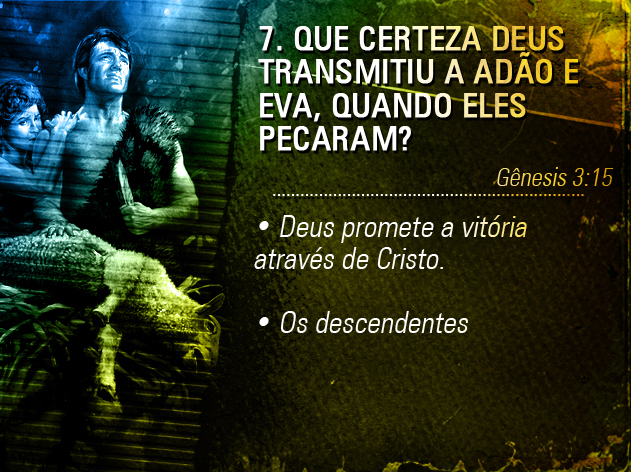 7. QUE CERTEZA DEUS
TRANSMITIU A ADÃO E
EVA, QUANDO ELES
PECARAM?
Gênesis 3:15
• Deus promete a vitória
através de Cristo.
• Os descendentes